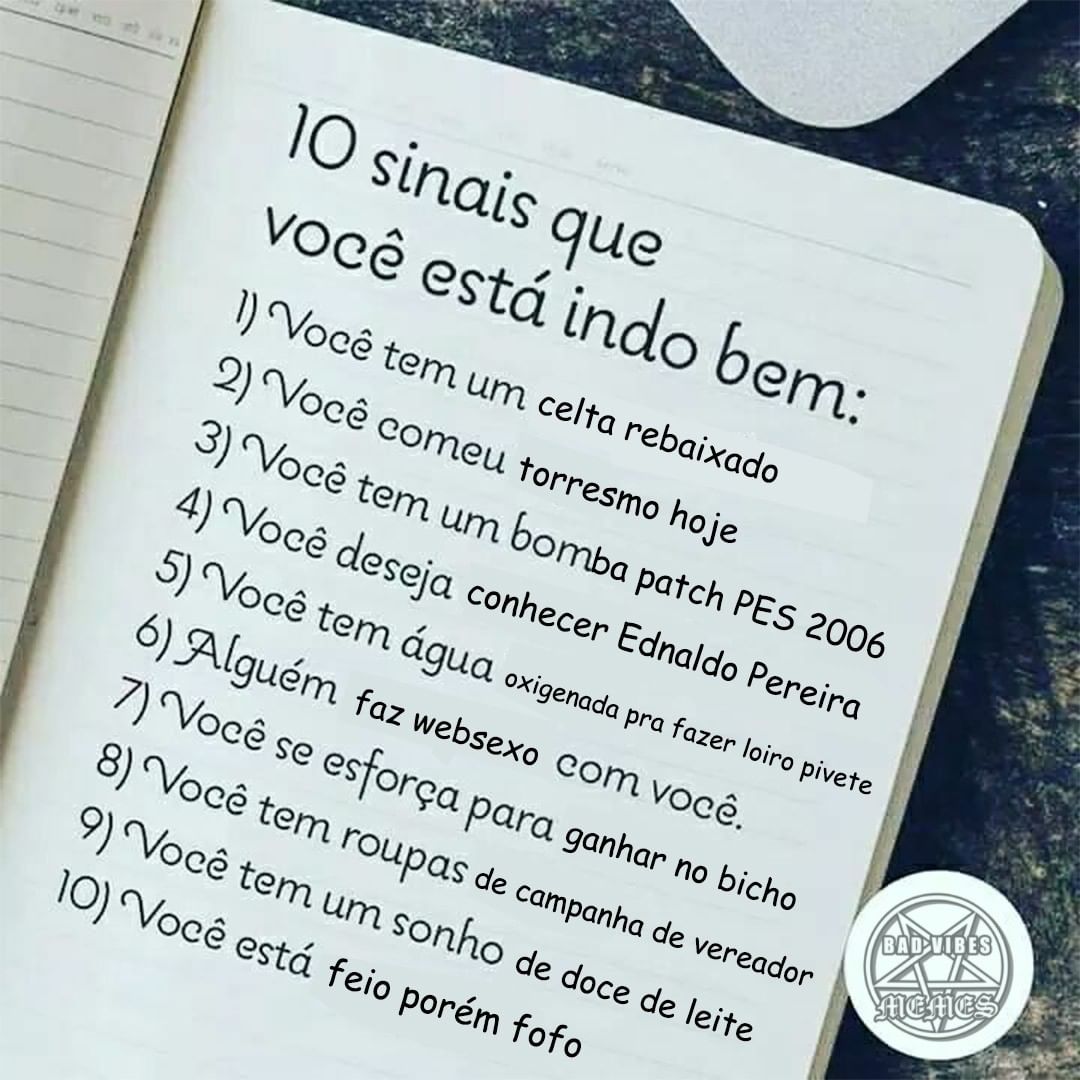 10 sinais que
você está indo bem:
1) Você tem um celta rebaixado
2) Você comeu torresmo hoje
3) Você tem um bomba patch PES 2006
4) Você deseja conhecer Ednaldo Pereira
5) Você tem água oxigenada pra fazer loiro pivete
6) Alguém faz websexo com você.
7) Você se esforça para ganhar no bicho
8) Você tem roupas de campanha de vereador
9) Você tem um sonho de doce de leite
10) Você está feio porém fofo
BAD VIBES
MEMES